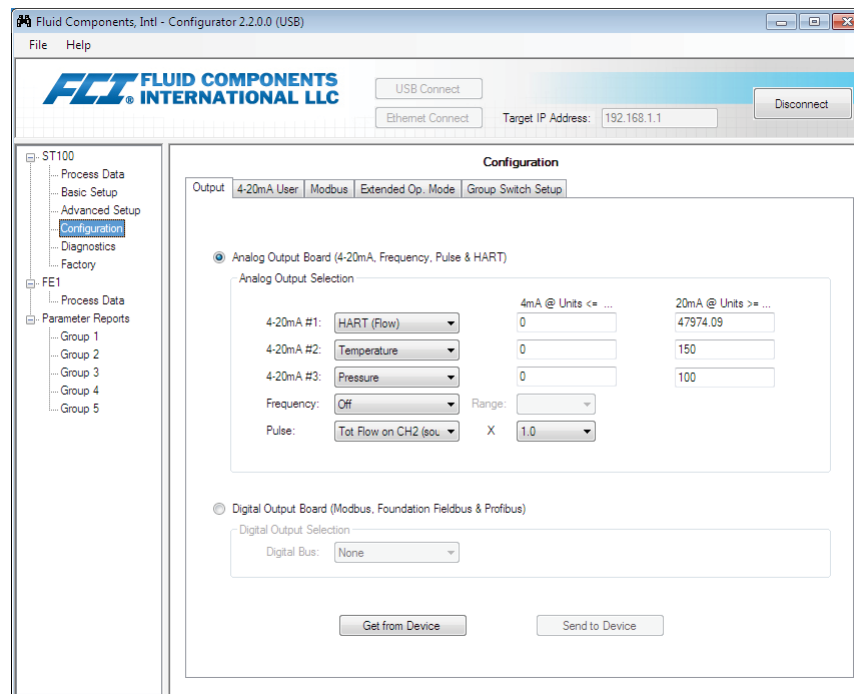 Fluid Components, Intl - Configurator 2.2.0.0 (USB)
File Help
FCI FLUID COMPONENTS
® INTERNATIONAL LLC
USB Connect
Ethernet Connect
Target IP Address: 192.168.1.1
Disconnect
ST100
Process Data
Basic Setup
Advanced Setup
Configuration
Diagnostics
Factory
FE1
Process Data
Parameter Reports
Group 1
Group 2
Group 3
Group 4
Group 5
Configuration
Output 4-20mA User Modbus Extended Op. Mode Group Switch Setup
Analog Output Board (4-20mA, Frequency, Pulse & HART)
Analog Output Selection
4mA @ Units <= ... 20mA @ Units >= ...
4-20mA #1: HART (Flow) 0 47974.09
4-20mA #2: Temperature 0 150
4-20mA #3: Pressure 0 100
Frequency: Off Range:
Pulse: Tot Flow on CH2 (sou X 1.0
Digital Output Board (Modbus, Foundation Fieldbus & Profibus)
Digital Output Selection
Digital Bus: None
Get from Device Send to Device